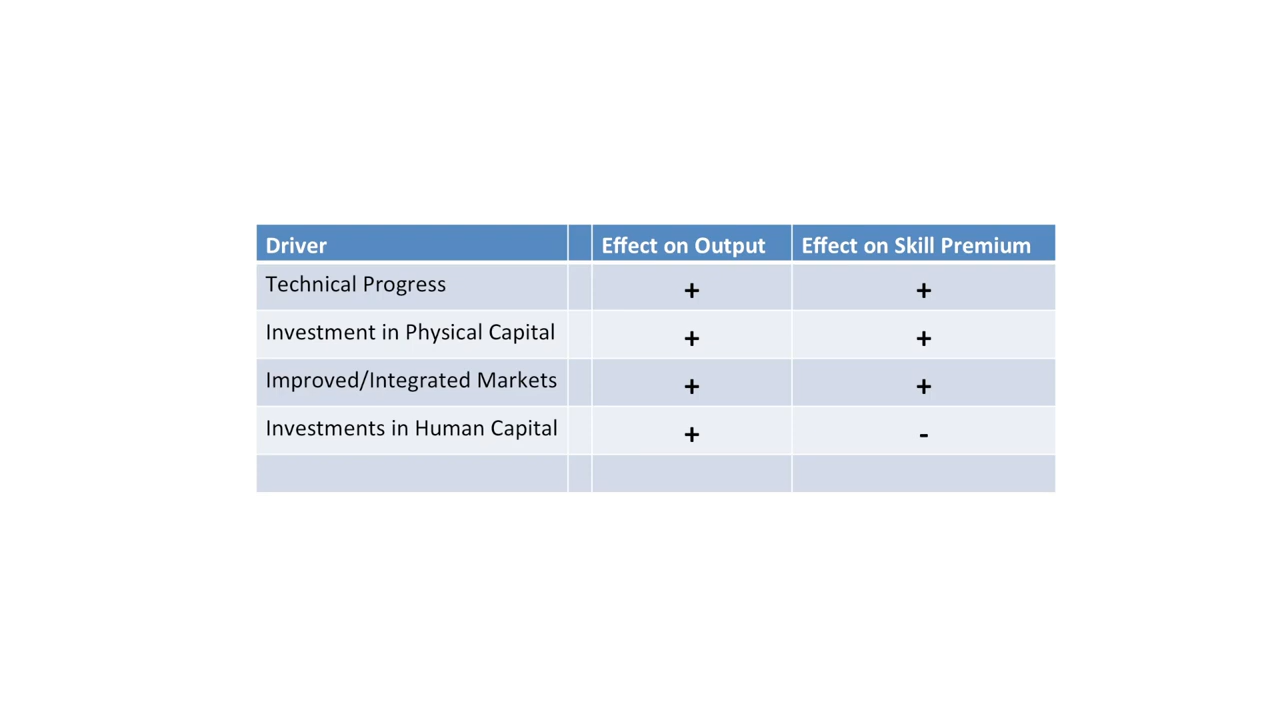 Driver Effect on Output Effect on Skill Premium
Technical Progress + +
Investment in Physical Capital + +
Improved/Integrated Markets + +
Investments in Human Capital + -